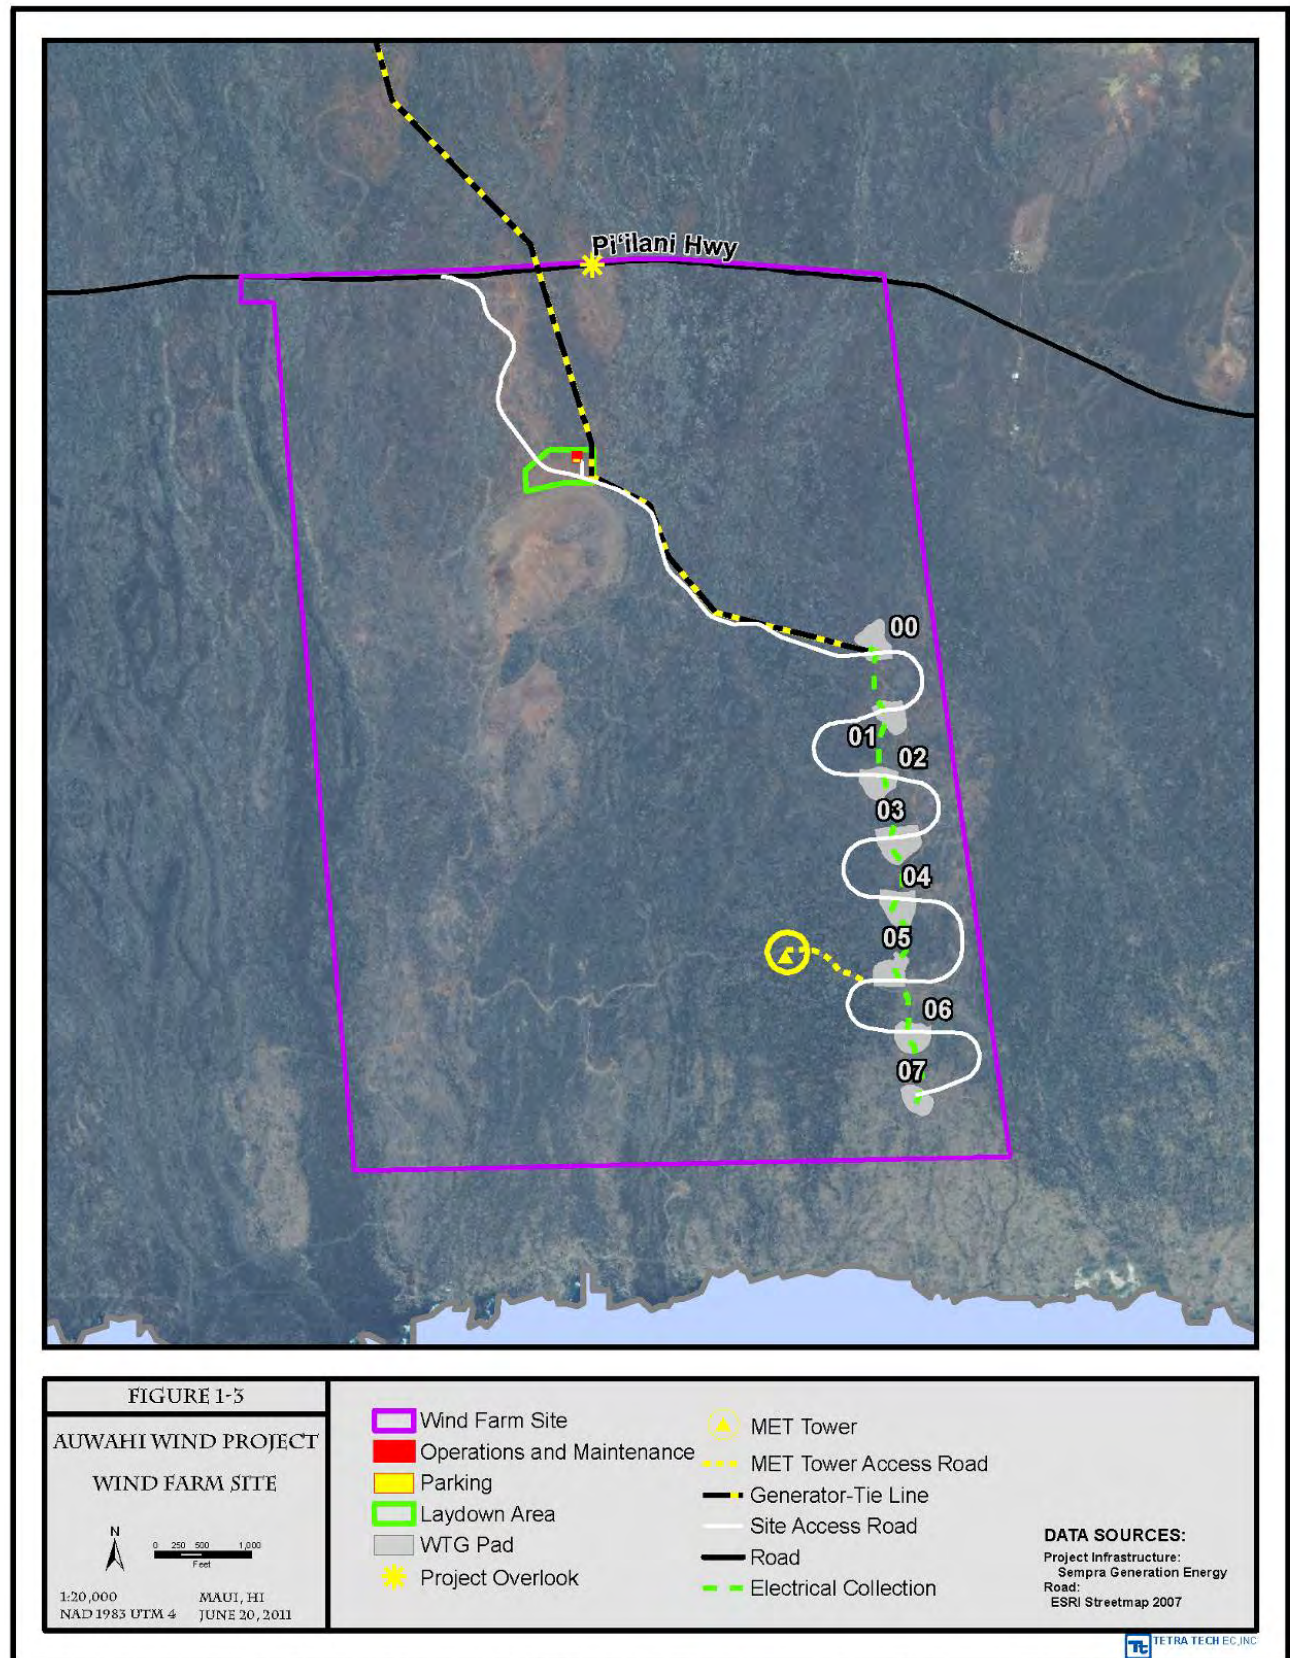 Pi‘ilani Hwy
00
01
02
03
04
05
06
07
FIGURE 1-3
AUWAHI WIND PROJECT
WIND FARM SITE
N
0 250 500 1,000
Feet
1:20,000 MAUI, HI
NAD 1983 UTM 4 JUNE 20, 2011
Wind Farm Site
Operations and Maintenance
Parking
Laydown Area
WTG Pad
Project Overlook
MET Tower
MET Tower Access Road
Generator-Tie Line
Site Access Road
Road
Electrical Collection
DATA SOURCES:
Project Infrastructure:
Sempra Generation Energy
Road:
ESRI Streetmap 2007
Tt TETRA TECH EC,INC